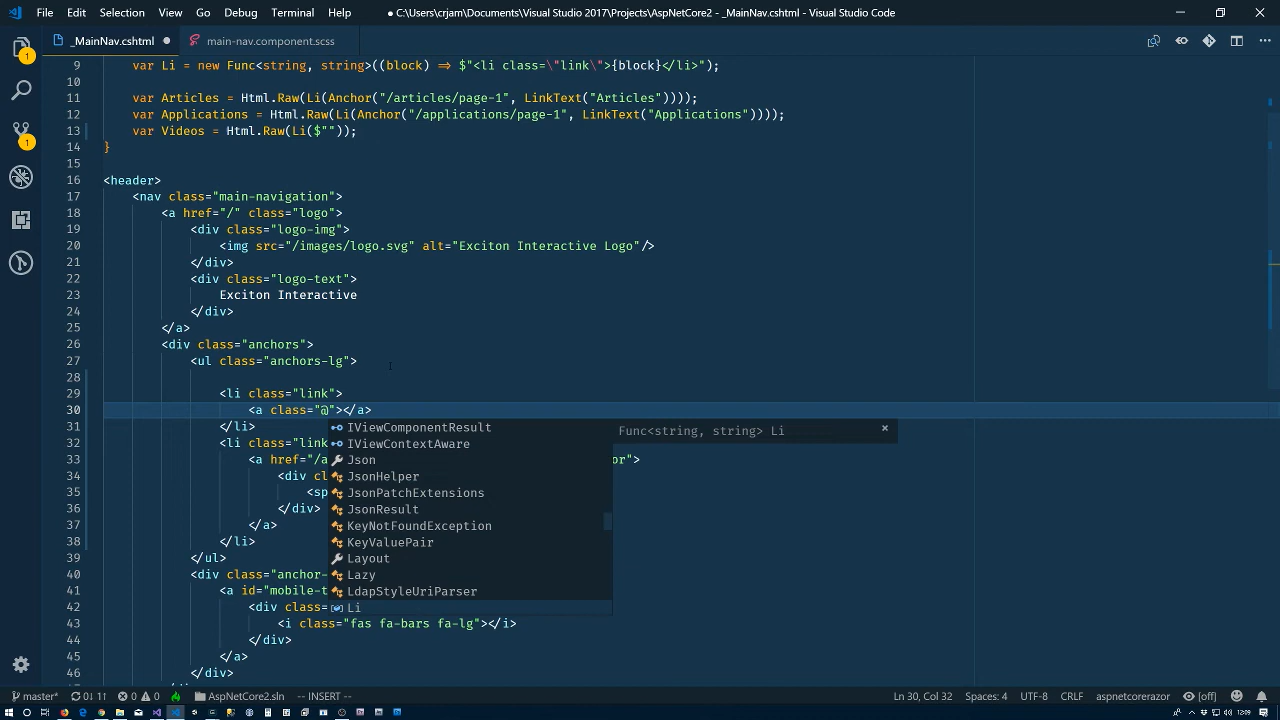 File Edit Selection View Go Debug Terminal Help ● C:\Users\crjam\Documents\Visual Studio 2017\Projects\AspNetCore2 - _MainNav.cshtml - Visual Studio Code
_MainNav.cshtml ● main-nav.component.scss
9 var Li = new Func<string, string>((block) => $"<li class=\"link\">{block}</li>");
10
11 var Articles = Html.Raw(Li(Anchor("/articles/page-1", LinkText("Articles"))));
12 var Applications = Html.Raw(Li(Anchor("/applications/page-1", LinkText("Applications"))));
13 var Videos = Html.Raw(Li($""));
14 }
15
16 <header>
17 <nav class="main-navigation">
18 <a href="/" class="logo">
19 <div class="logo-img">
20 <img src="/images/logo.svg" alt="Exciton Interactive Logo"/>
21 </div>
22 <div class="logo-text">
23 Exciton Interactive
24 </div>
25 </a>
26 <div class="anchors">
27 <ul class="anchors-lg">
28
29 <li class="link">
30 <a class="@"></a>
31 </li>
32 <li class="link
33 <a href="/a or">
34 <div cl
35 <sp
36 </div>
37 </a>
38 </li>
39 </ul>
40 <div class="anchor-
41 <a id="mobile-t
42 <div class=
43 <i class="fas fa-bars fa-lg"></i>
44 </div>
45 </a>
46 </div>
IViewComponentResult
IViewContextAware
Json
JsonHelper
JsonPatchExtensions
JsonResult
KeyNotFoundException
KeyValuePair
Layout
Lazy
LdapStyleUriParser
Li
Func<string, string> Li ×
1
1
master* 0↓ 1↑ 0 0 AspNetCore2.sln -- INSERT -- Ln 30, Col 32 Spaces: 4 UTF-8 CRLF aspnetcorerazor [off]
12:09